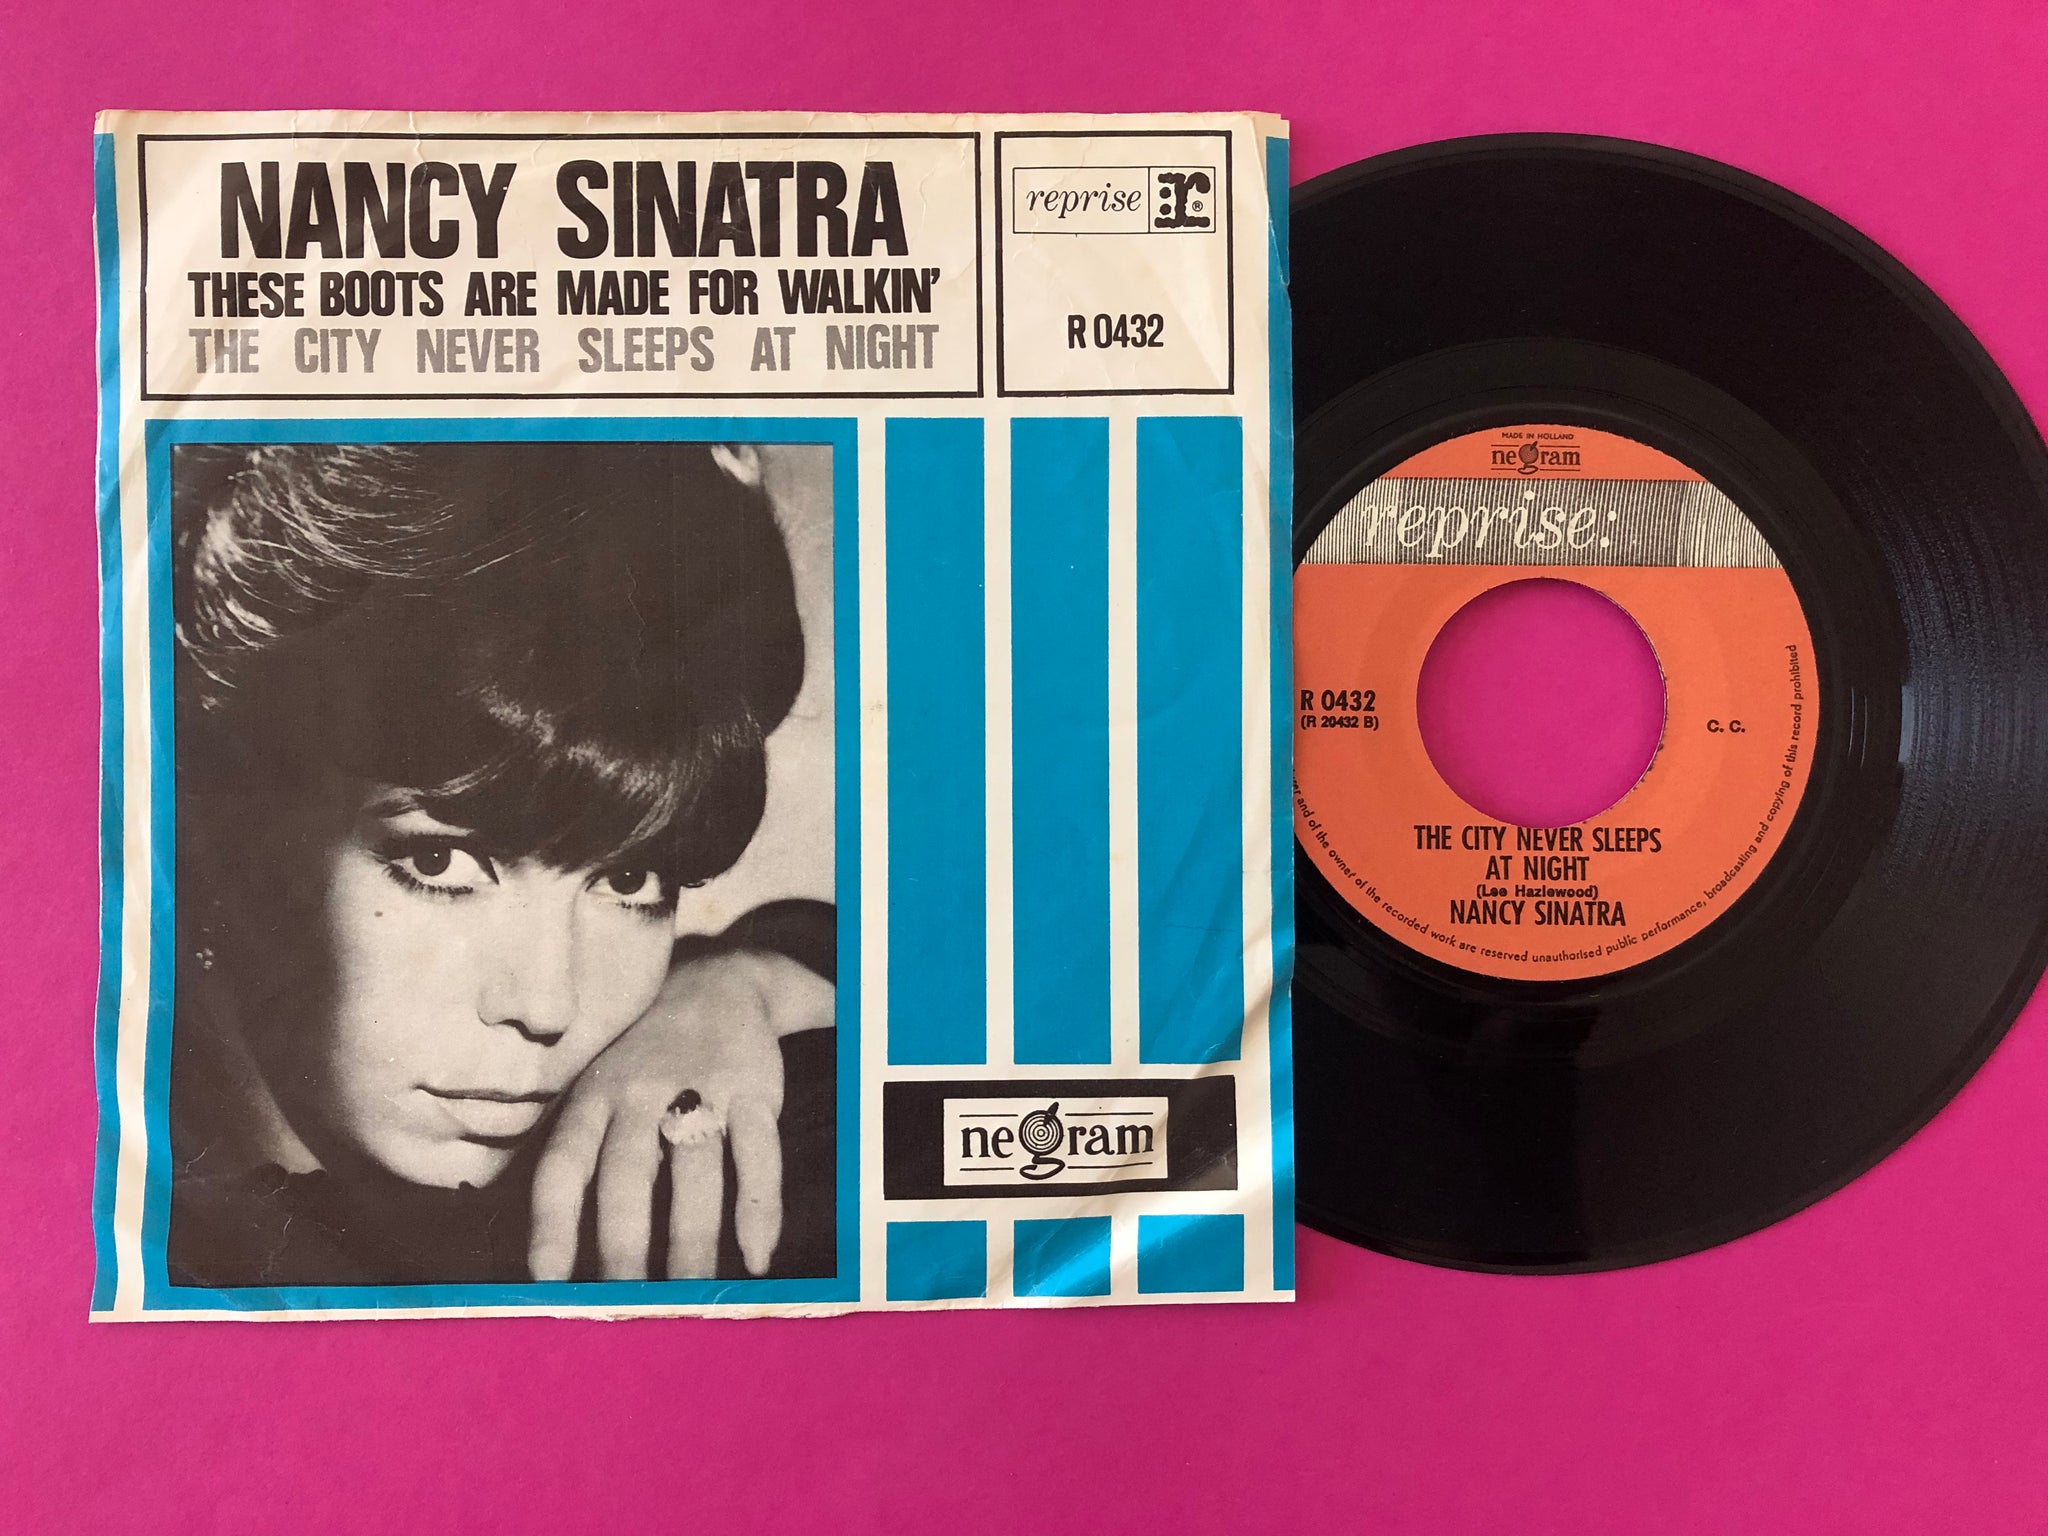 NANCY SINATRA
THESE BOOTS ARE MADE FOR WALKIN'
THE CITY NEVER SLEEPS AT NIGHT
reprise r®
R 0432
negram
MADE IN HOLLAND
negram
reprise:
R 0432
(R 20432 B)
C. C.
THE CITY NEVER SLEEPS
AT NIGHT
(Lee Hazlewood)
NANCY SINATRA
and of the owner of the recorded work are reserved unauthorised public performance, broadcasting and copying of this record prohibited